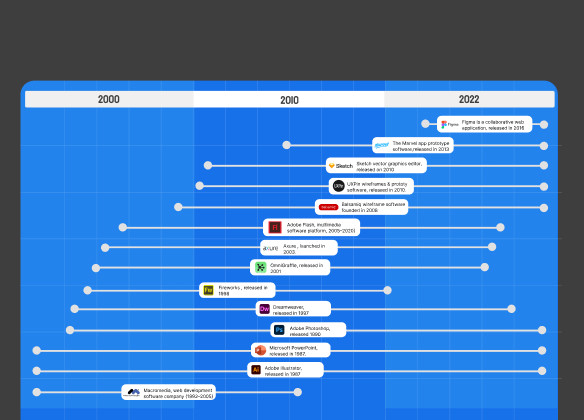 2000 2010 2022
Figma Figma is a collaborative web
application, released in 2016
The Marvel app prototype
software,released in 2013
Sketch Sketch vector graphics editor,
released on 2010
UXPin UXPin wireframes & prototy
software, released in 2010
Balsamiq wireframe software
founded in 2008
Adobe Flash, multimedia
software platform, (2005–2020)
axure Axure , launched in
2003.
OmniGraffle, released in
2001
Fw Fireworks , released in
1998
Dw Dreamweaver,
released in 1997
Ps Adobe Photoshop,
released 1990
Microsoft PowerPoint,
released in 1987.
Ai Adobe Illustrator,
released in 1987
Macromedia, web development
software company (1992–2005)